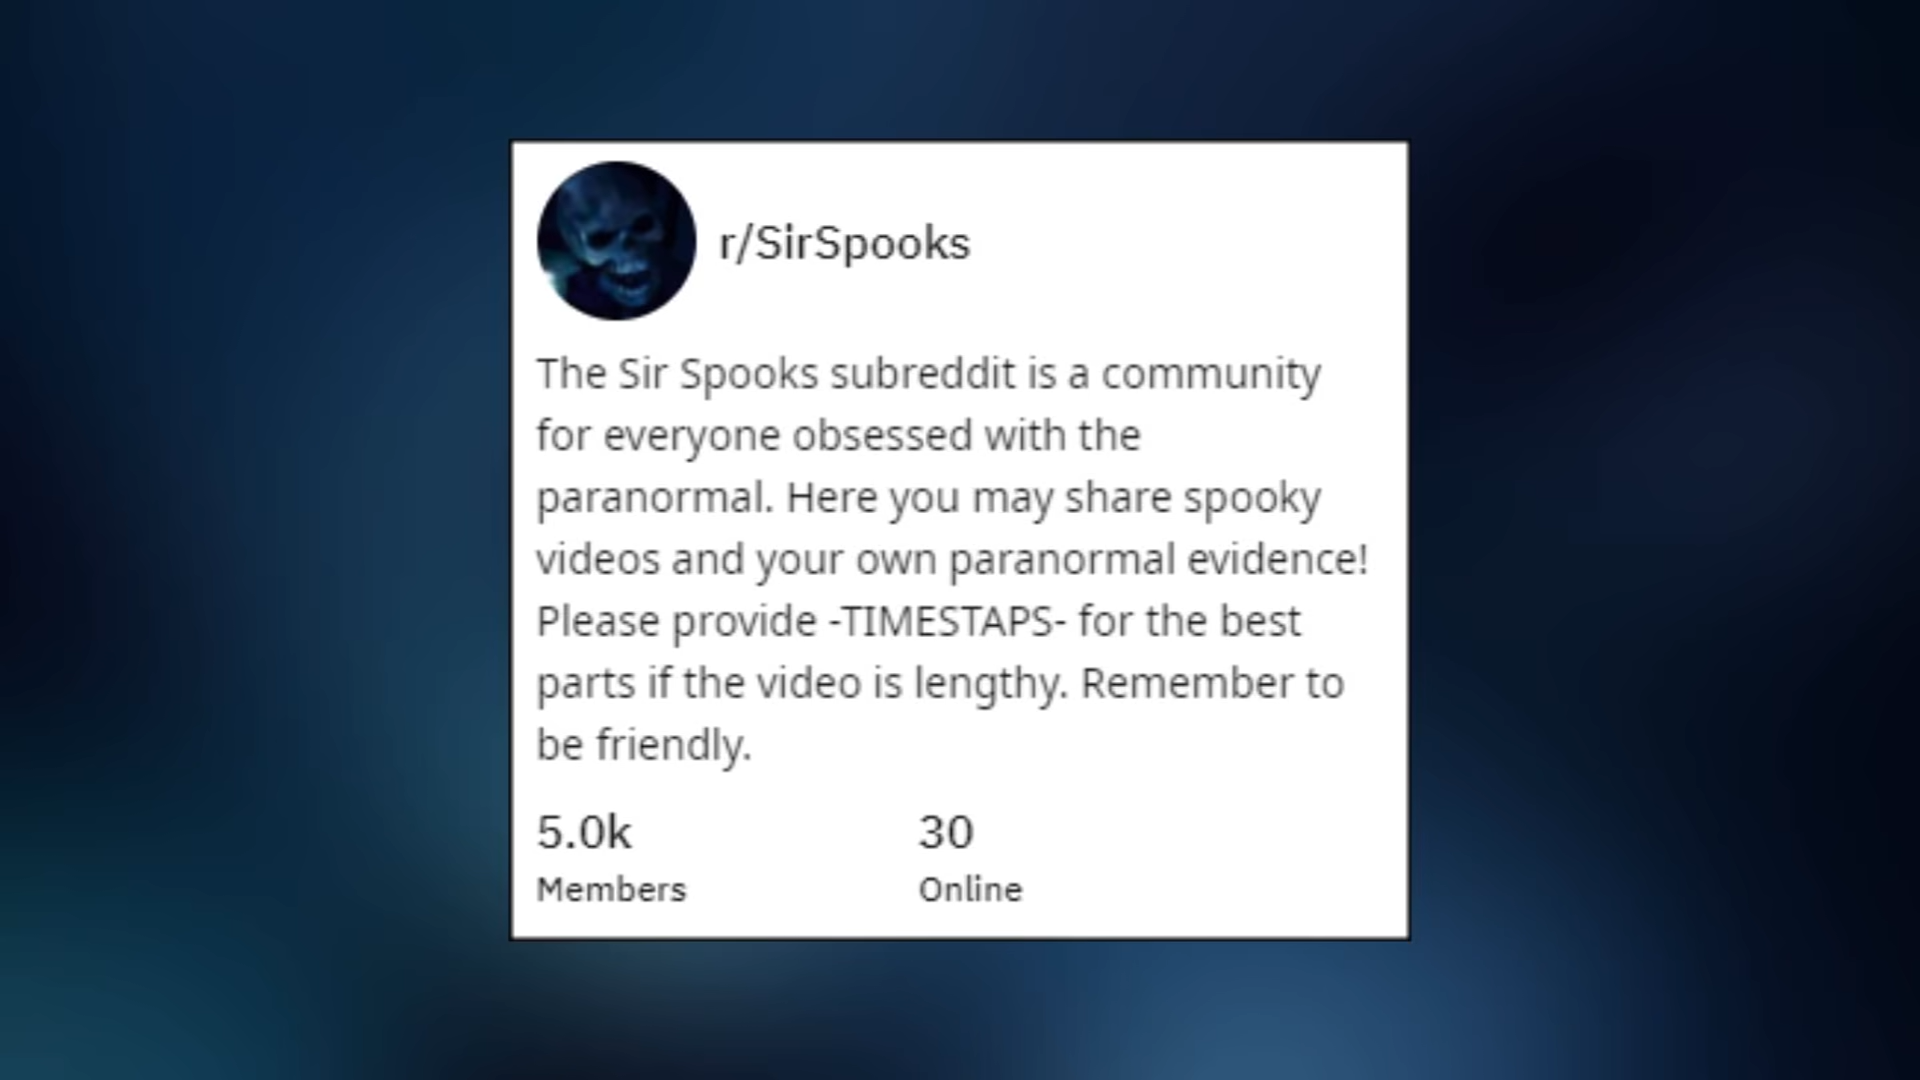 r/SirSpooks
The Sir Spooks subreddit is a community
for everyone obsessed with the
paranormal. Here you may share spooky
videos and your own paranormal evidence!
Please provide -TIMESTAPS- for the best
parts if the video is lengthy. Remember to
be friendly.
5.0k 30
Members Online